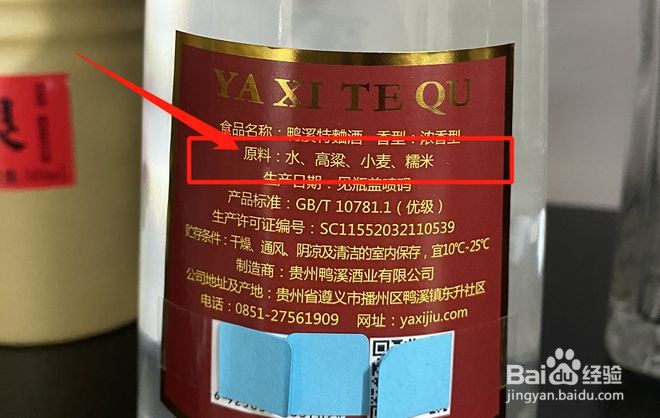 YA XI TE QU
食品名称：鸭溪特麯酒 香型：浓香型
原料：水、高粱、小麦、糯米
生产日期：见瓶盖喷码
产品标准：GB/T 10781.1（优级）
生产许可证编号：SC11552032110539
贮存条件：干燥、通风、阴凉及清洁的室内保存，宜10℃-25℃
制造商：贵州鸭溪酒业有限公司
公司地址及产地：贵州省遵义市播州区鸭溪镇东升社区
电话：0851-27561909 网址：yaxijiu.com
Baidu 经验
jingyan.baidu.com